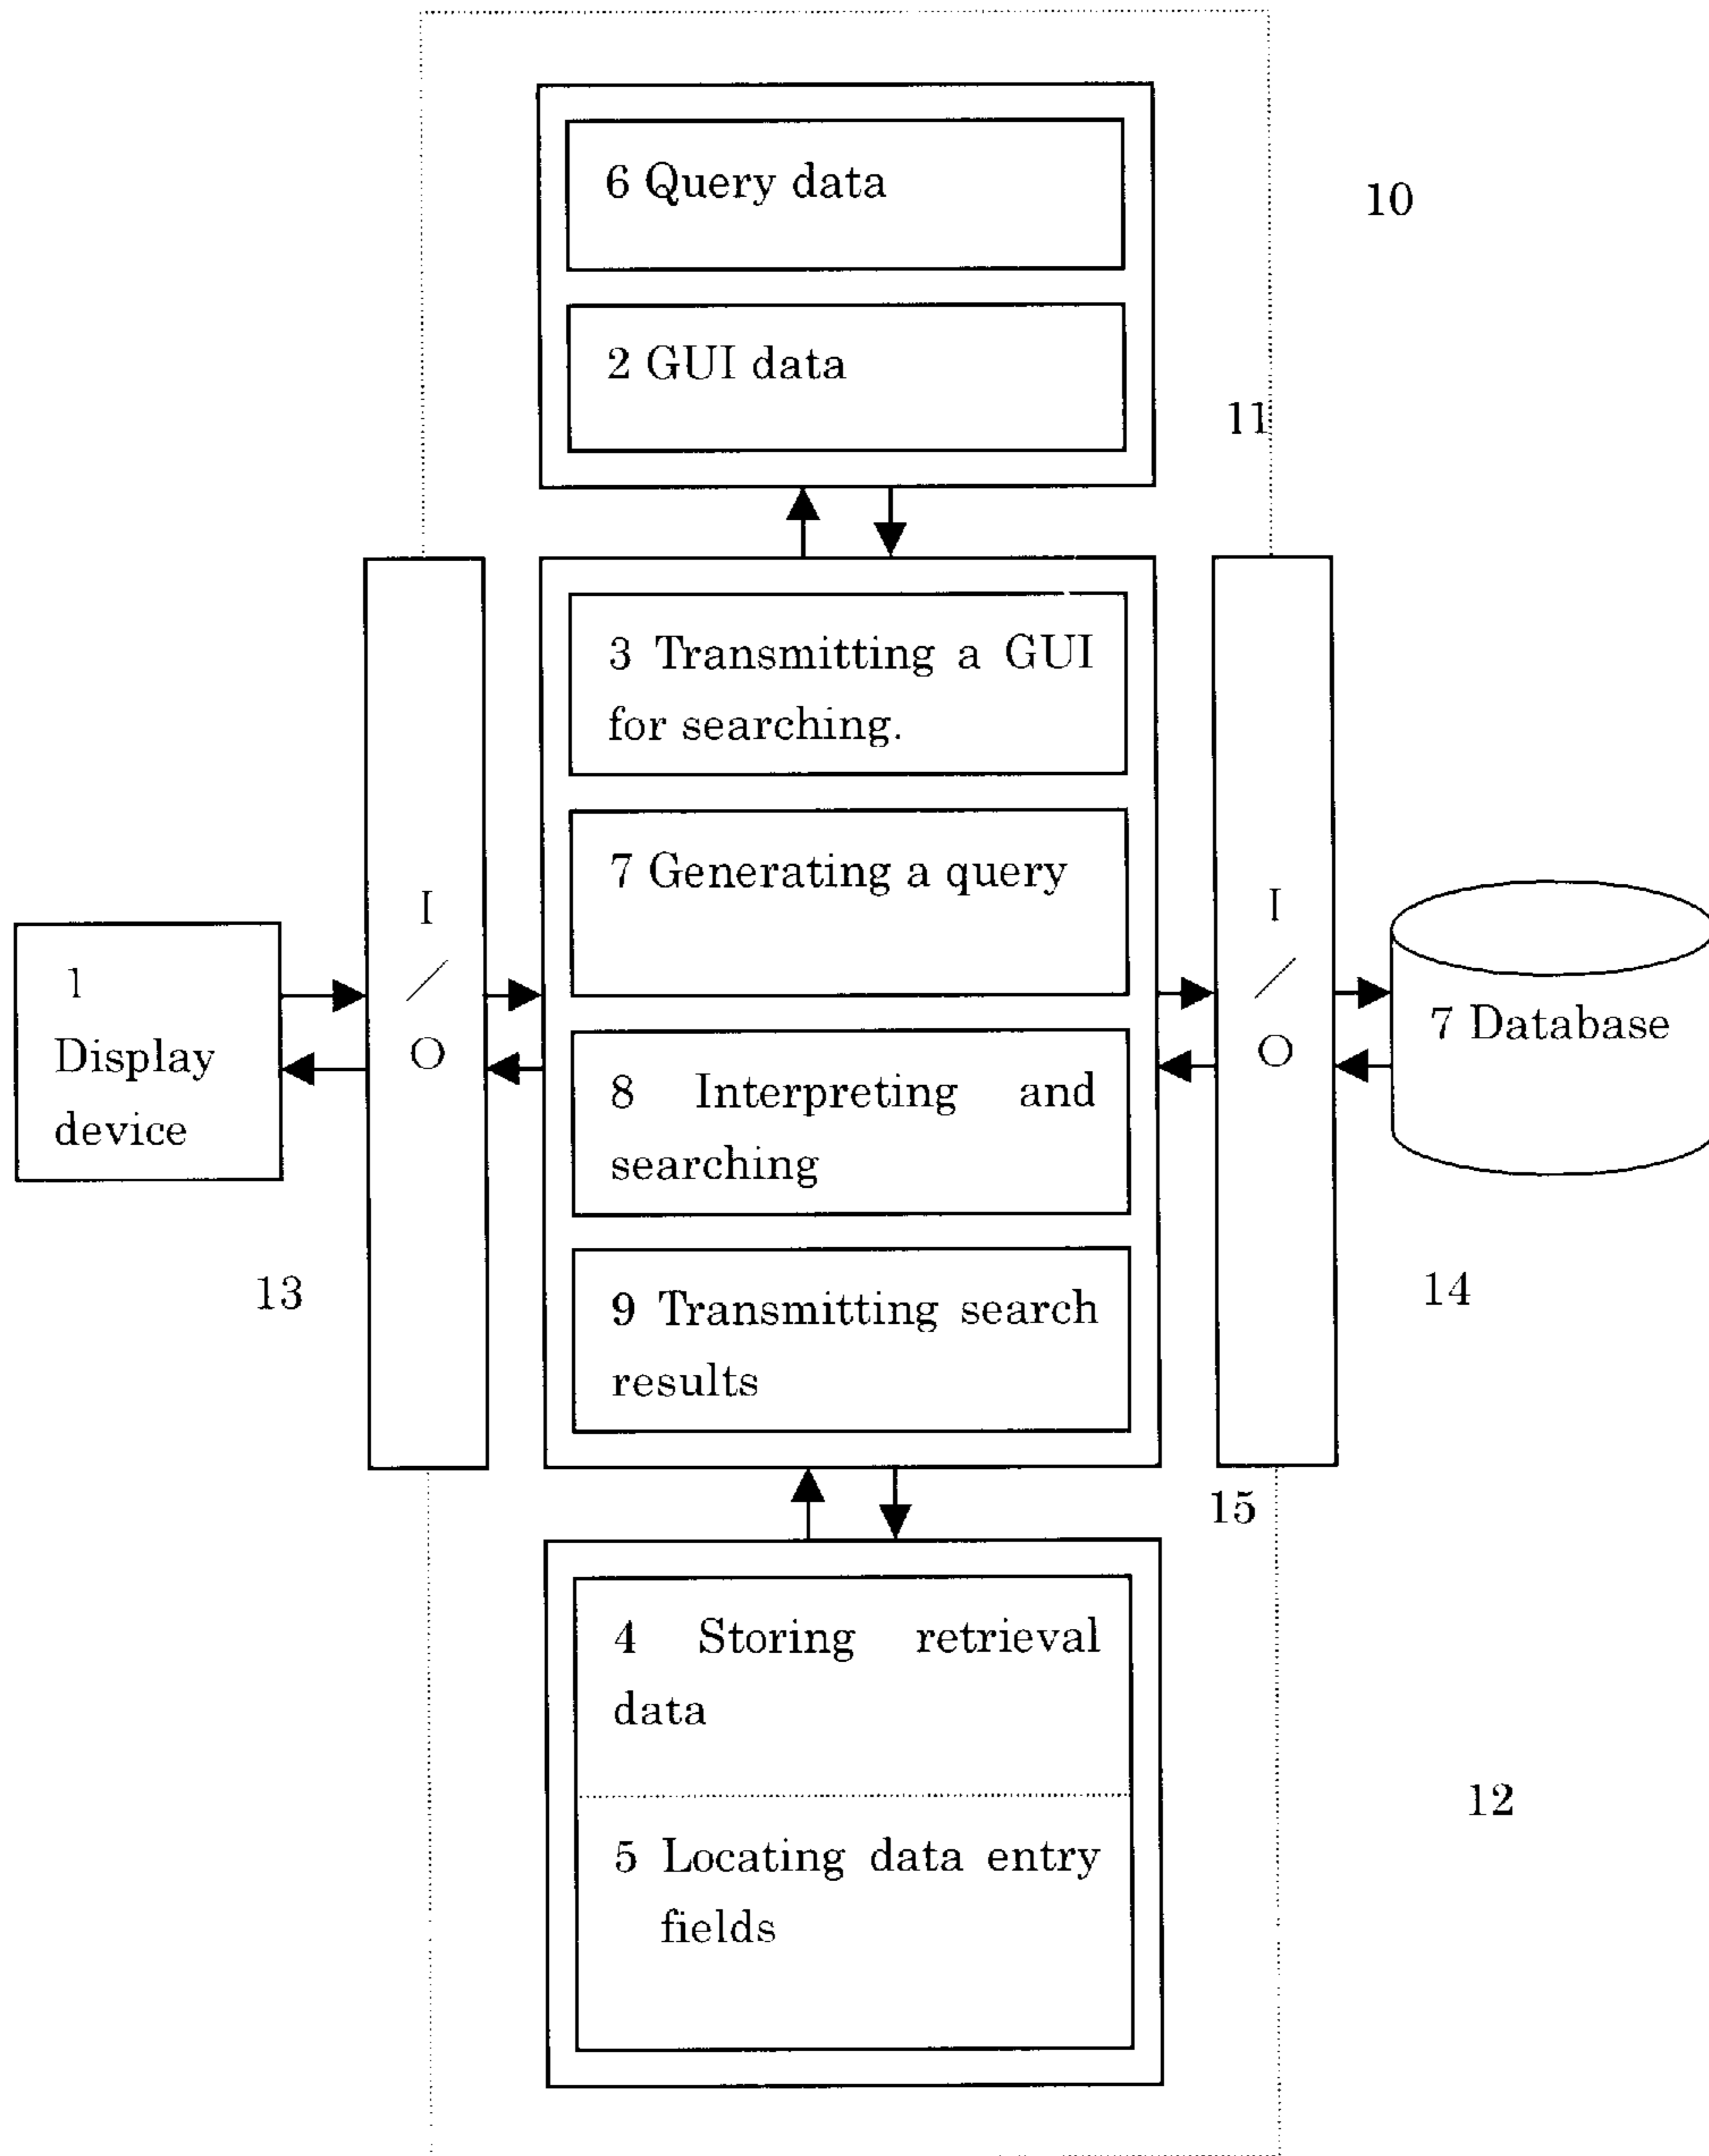 6 Query data
10
2 GUI data
11
3 Transmitting a GUI
for searching.
7 Generating a query
I
/
O
I
/
O
1
Display
device
7 Database
8 Interpreting and
searching
13
9 Transmitting search
results
14
15
4 Storing retrieval
data
12
5 Locating data entry
fields